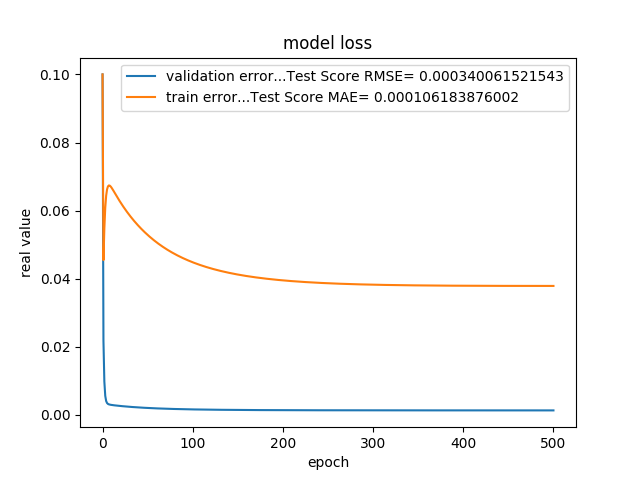 model loss
validation error...Test Score RMSE= 0.000340061521543
train error...Test Score MAE= 0.000106183876002
real value
0.10
0.08
0.06
0.04
0.02
0.00
0 100 200 300 400 500
epoch